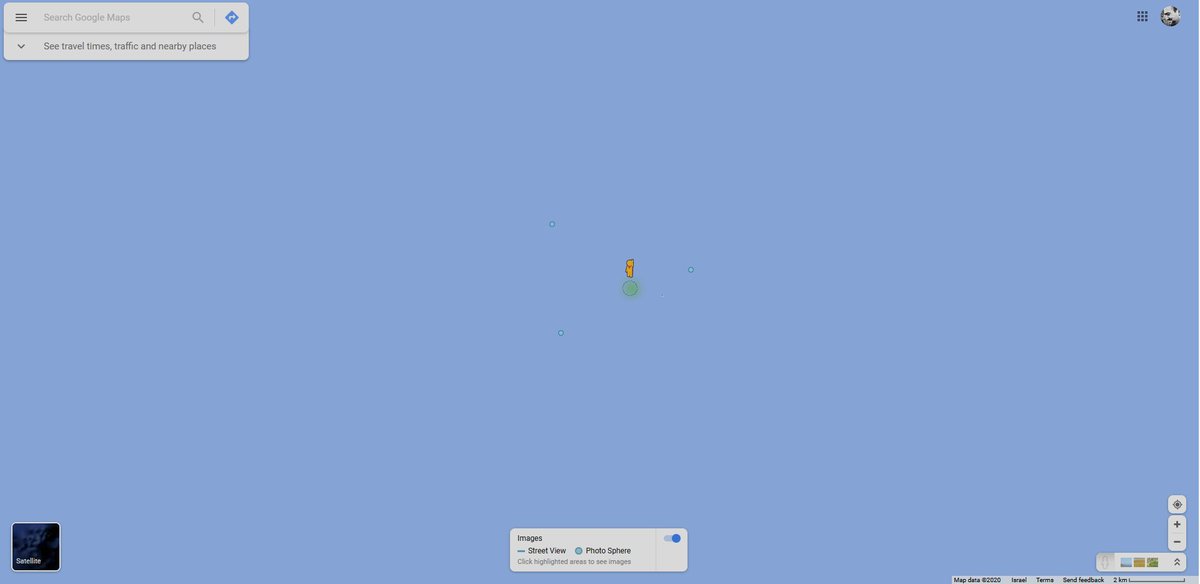 Search Google Maps
See travel times, traffic and nearby places
Satellite
Images
Street View Photo Sphere
Click highlighted areas to see images
Map data ©2020 Israel Terms Send feedback 2 km